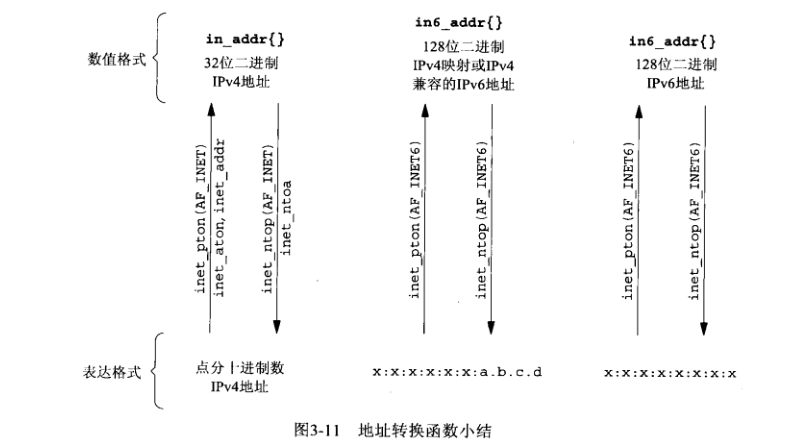 数值格式
in_addr{}
32位二进制
IPv4地址
in6_addr{}
128位二进制
IPv4映射或IPv4
兼容的IPv6地址
in6_addr{}
128位二进制
IPv6地址
inet_pton(AF_INET)
inet_aton,inet_addr
inet_ntop(AF_INET)
inet_ntoa
inet_pton(AF_INET6)
inet_ntop(AF_INET6)
inet_pton(AF_INET6)
inet_ntop(AF_INET6)
表达格式
点分十进制数
IPv4地址
x:x:x:x:x:x:a.b.c.d
x:x:x:x:x:x:x:x
图3-11 地址转换函数小结